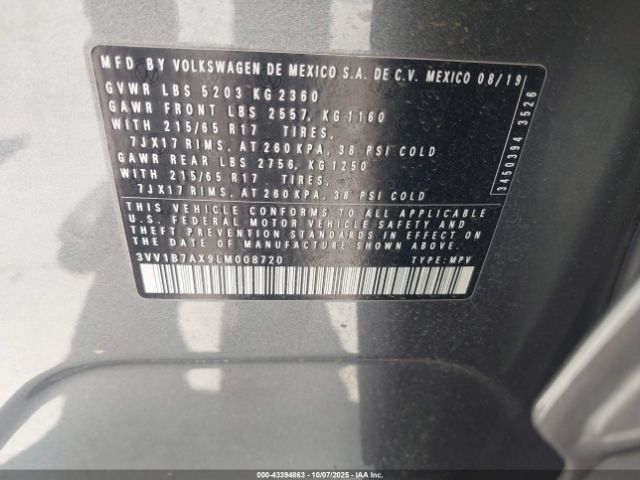 MFD BY VOLKSWAGEN DE MEXICO S.A. DE C.V. MEXICO 08/19
GVWR LBS 5203 KG 2360
GAWR FRONT LBS 2557, KG 1160
WITH 215/65 R17 TIRES,
7JX17 RIMS, AT 260 KPA, 38 PSI COLD
GAWR REAR LBS 2756, KG 1250
WITH 215/65 R17 TIRES,
7JX17 RIMS, AT 260 KPA, 38 PSI COLD
THIS VEHICLE CONFORMS TO ALL APPLICABLE
U.S. FEDERAL MOTOR VEHICLE SAFETY AND
THEFT PREVENTION STANDARDS IN EFFECT ON
THE DATE OF MANUFACTURE SHOWN ABOVE
3VV1B7AX9LM008720 TYPE: MPV
3450394 3526
000-43394863 | 10/07/2025 | IAAI.COM